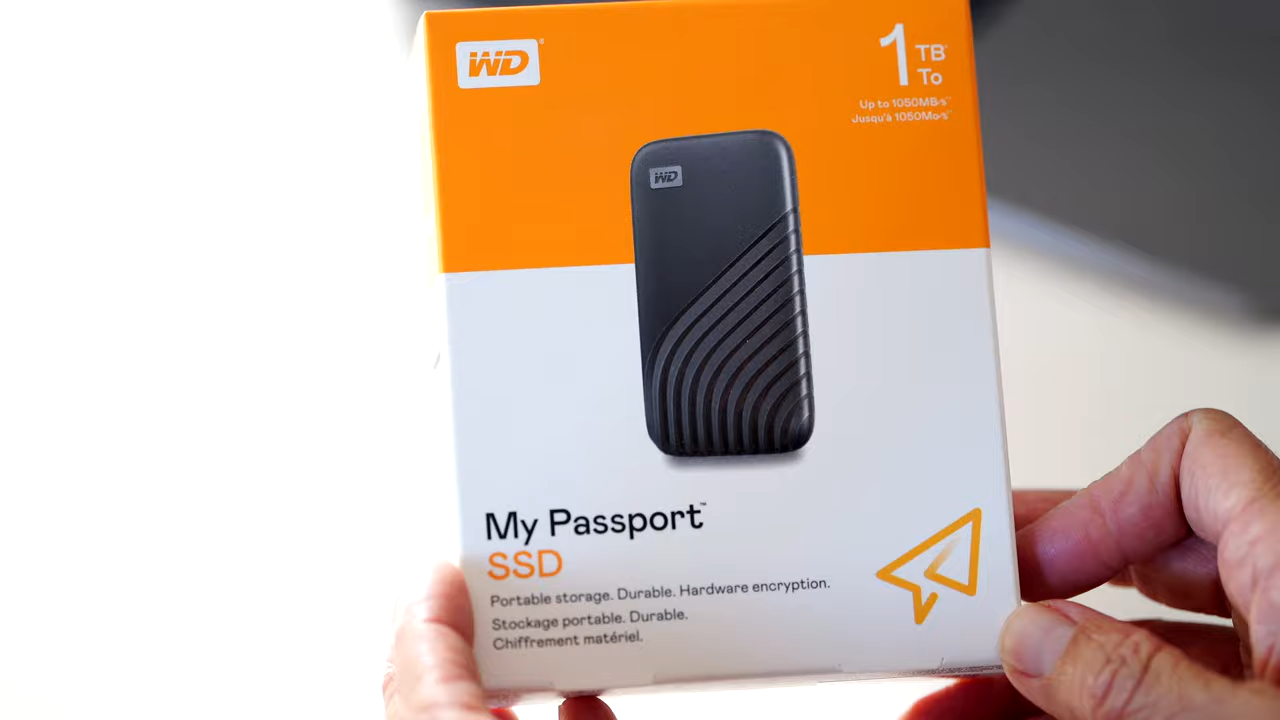 WD
1 TB
To
Up to 1050MB/s**
Jusqu'à 1050Mo/s**
WD
My Passport™
SSD
Portable storage. Durable. Hardware encryption.
Stockage portable. Durable.
Chiffrement matériel.